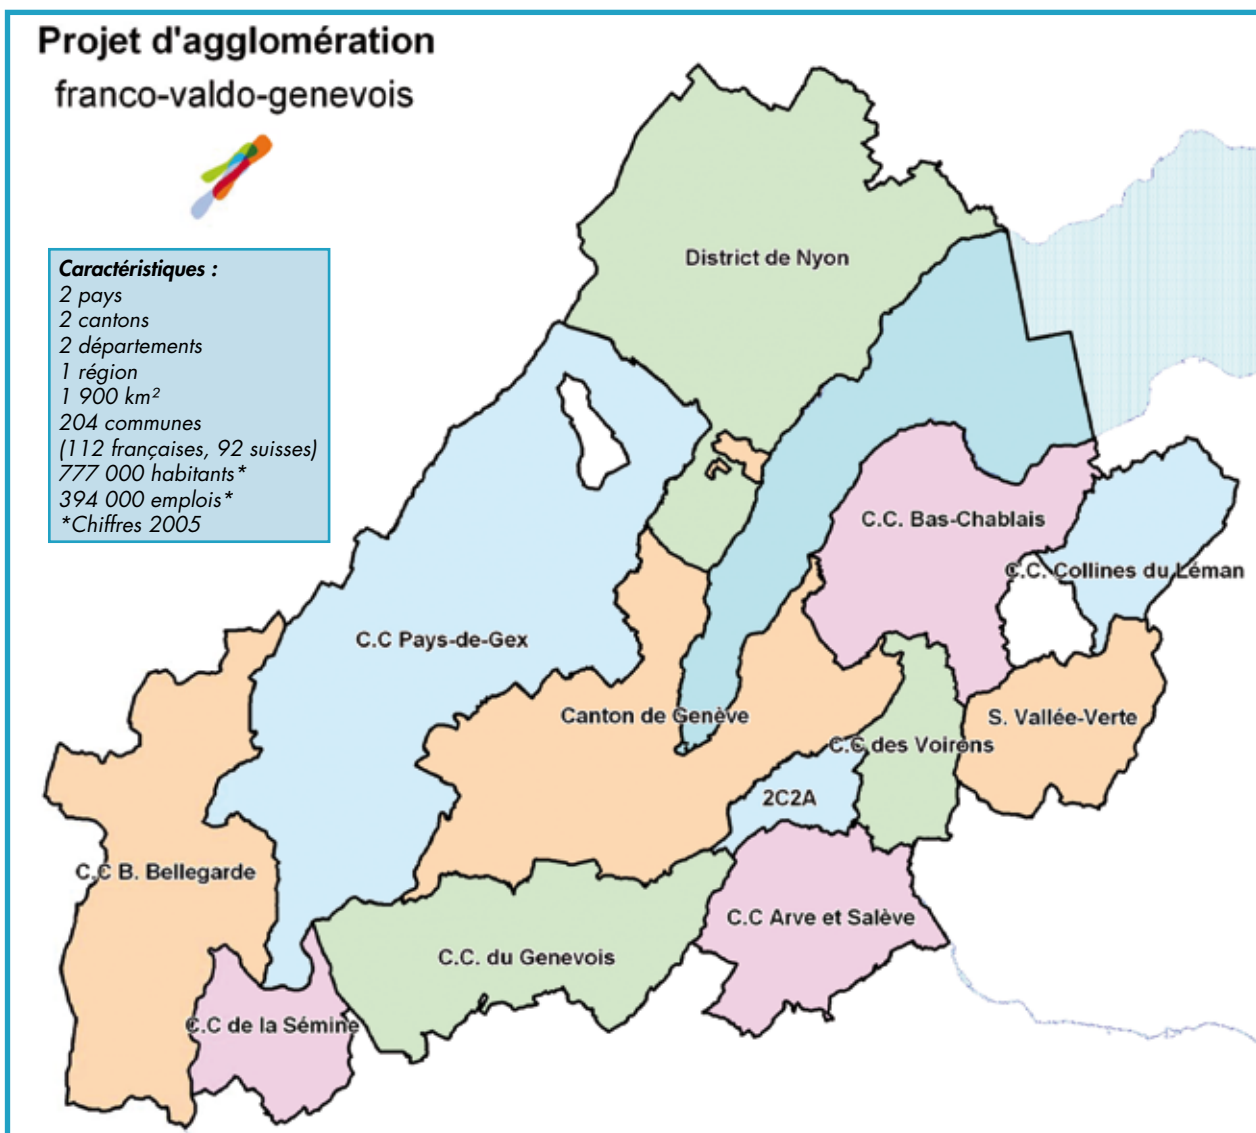 Projet d'agglomération
franco-valdo-genevois
Caractéristiques :
2 pays
2 cantons
2 départements
1 région
1 900 km²
204 communes
(112 françaises, 92 suisses)
777 000 habitants*
394 000 emplois*
*Chiffres 2005
District de Nyon
C.C. Bas-Chablais
C.C. Collines du Léman
C.C Pays-de-Gex
Canton de Genève
S. Vallée-Verte
C.C des Voirons
2C2A
C.C B. Bellegarde
C.C Arve et Salève
C.C. du Genevois
C.C de la Sémine